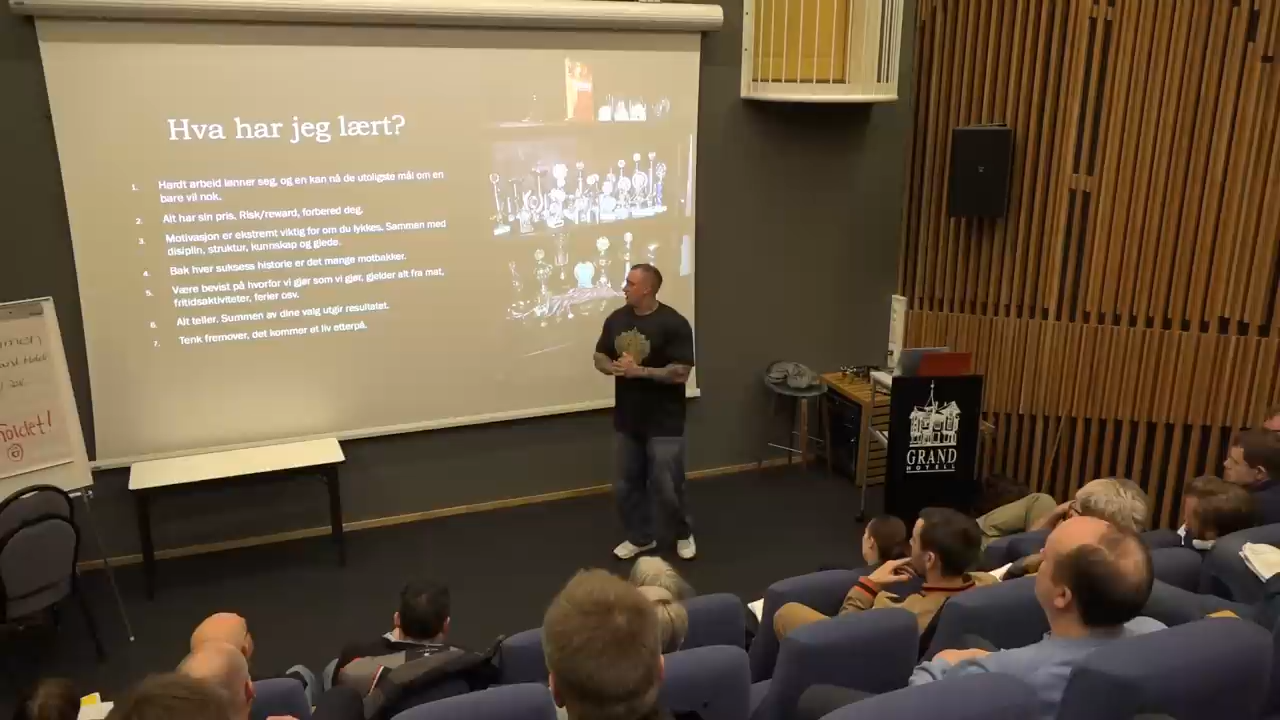 Hva har jeg lært?
1. Hardt arbeid lønner seg, og en kan nå de utoligste mål om en
bare vil nok.
2. Alt har sin pris. Risk/reward, forbered deg.
3. Motivasjon er ekstremt viktig for om du lykkes. Sammen med
disiplin, struktur, kunnskap og glede.
4. Bak hver suksess historie er det mange motbakker.
5. Være bevist på hvorfor vi gjør som vi gjør, gjelder alt fra mat,
fritidsaktiviteter, ferier osv.
6. Alt teller. Summen av dine valg utgir resultatet.
7. Tenk fremover, det kommer et liv etterpå.
GRAND
HOTELL